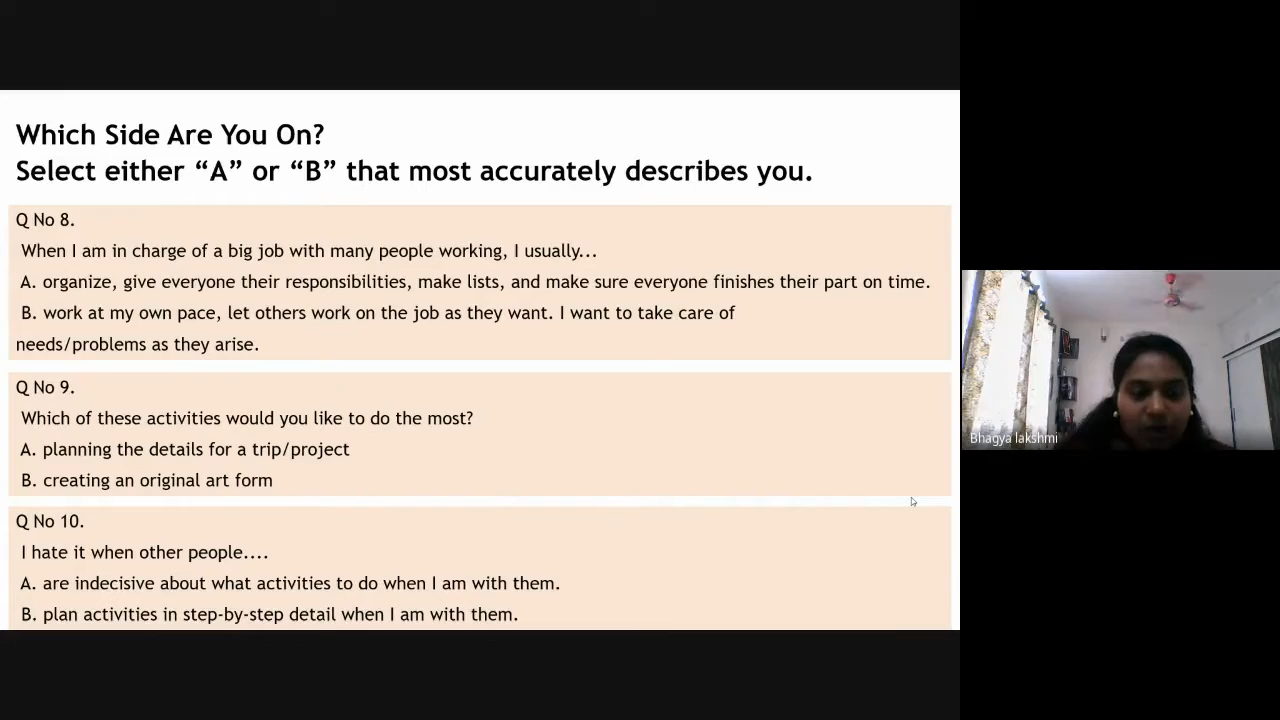 Which Side Are You On?
Select either “A” or “B” that most accurately describes you.
Q No 8.
When I am in charge of a big job with many people working, I usually...
A. organize, give everyone their responsibilities, make lists, and make sure everyone finishes their part on time.
B. work at my own pace, let others work on the job as they want. I want to take care of
needs/problems as they arise.
Q No 9.
Which of these activities would you like to do the most?
A. planning the details for a trip/project
B. creating an original art form
Q No 10.
I hate it when other people....
A. are indecisive about what activities to do when I am with them.
B. plan activities in step-by-step detail when I am with them.
Bhagya lakshmi